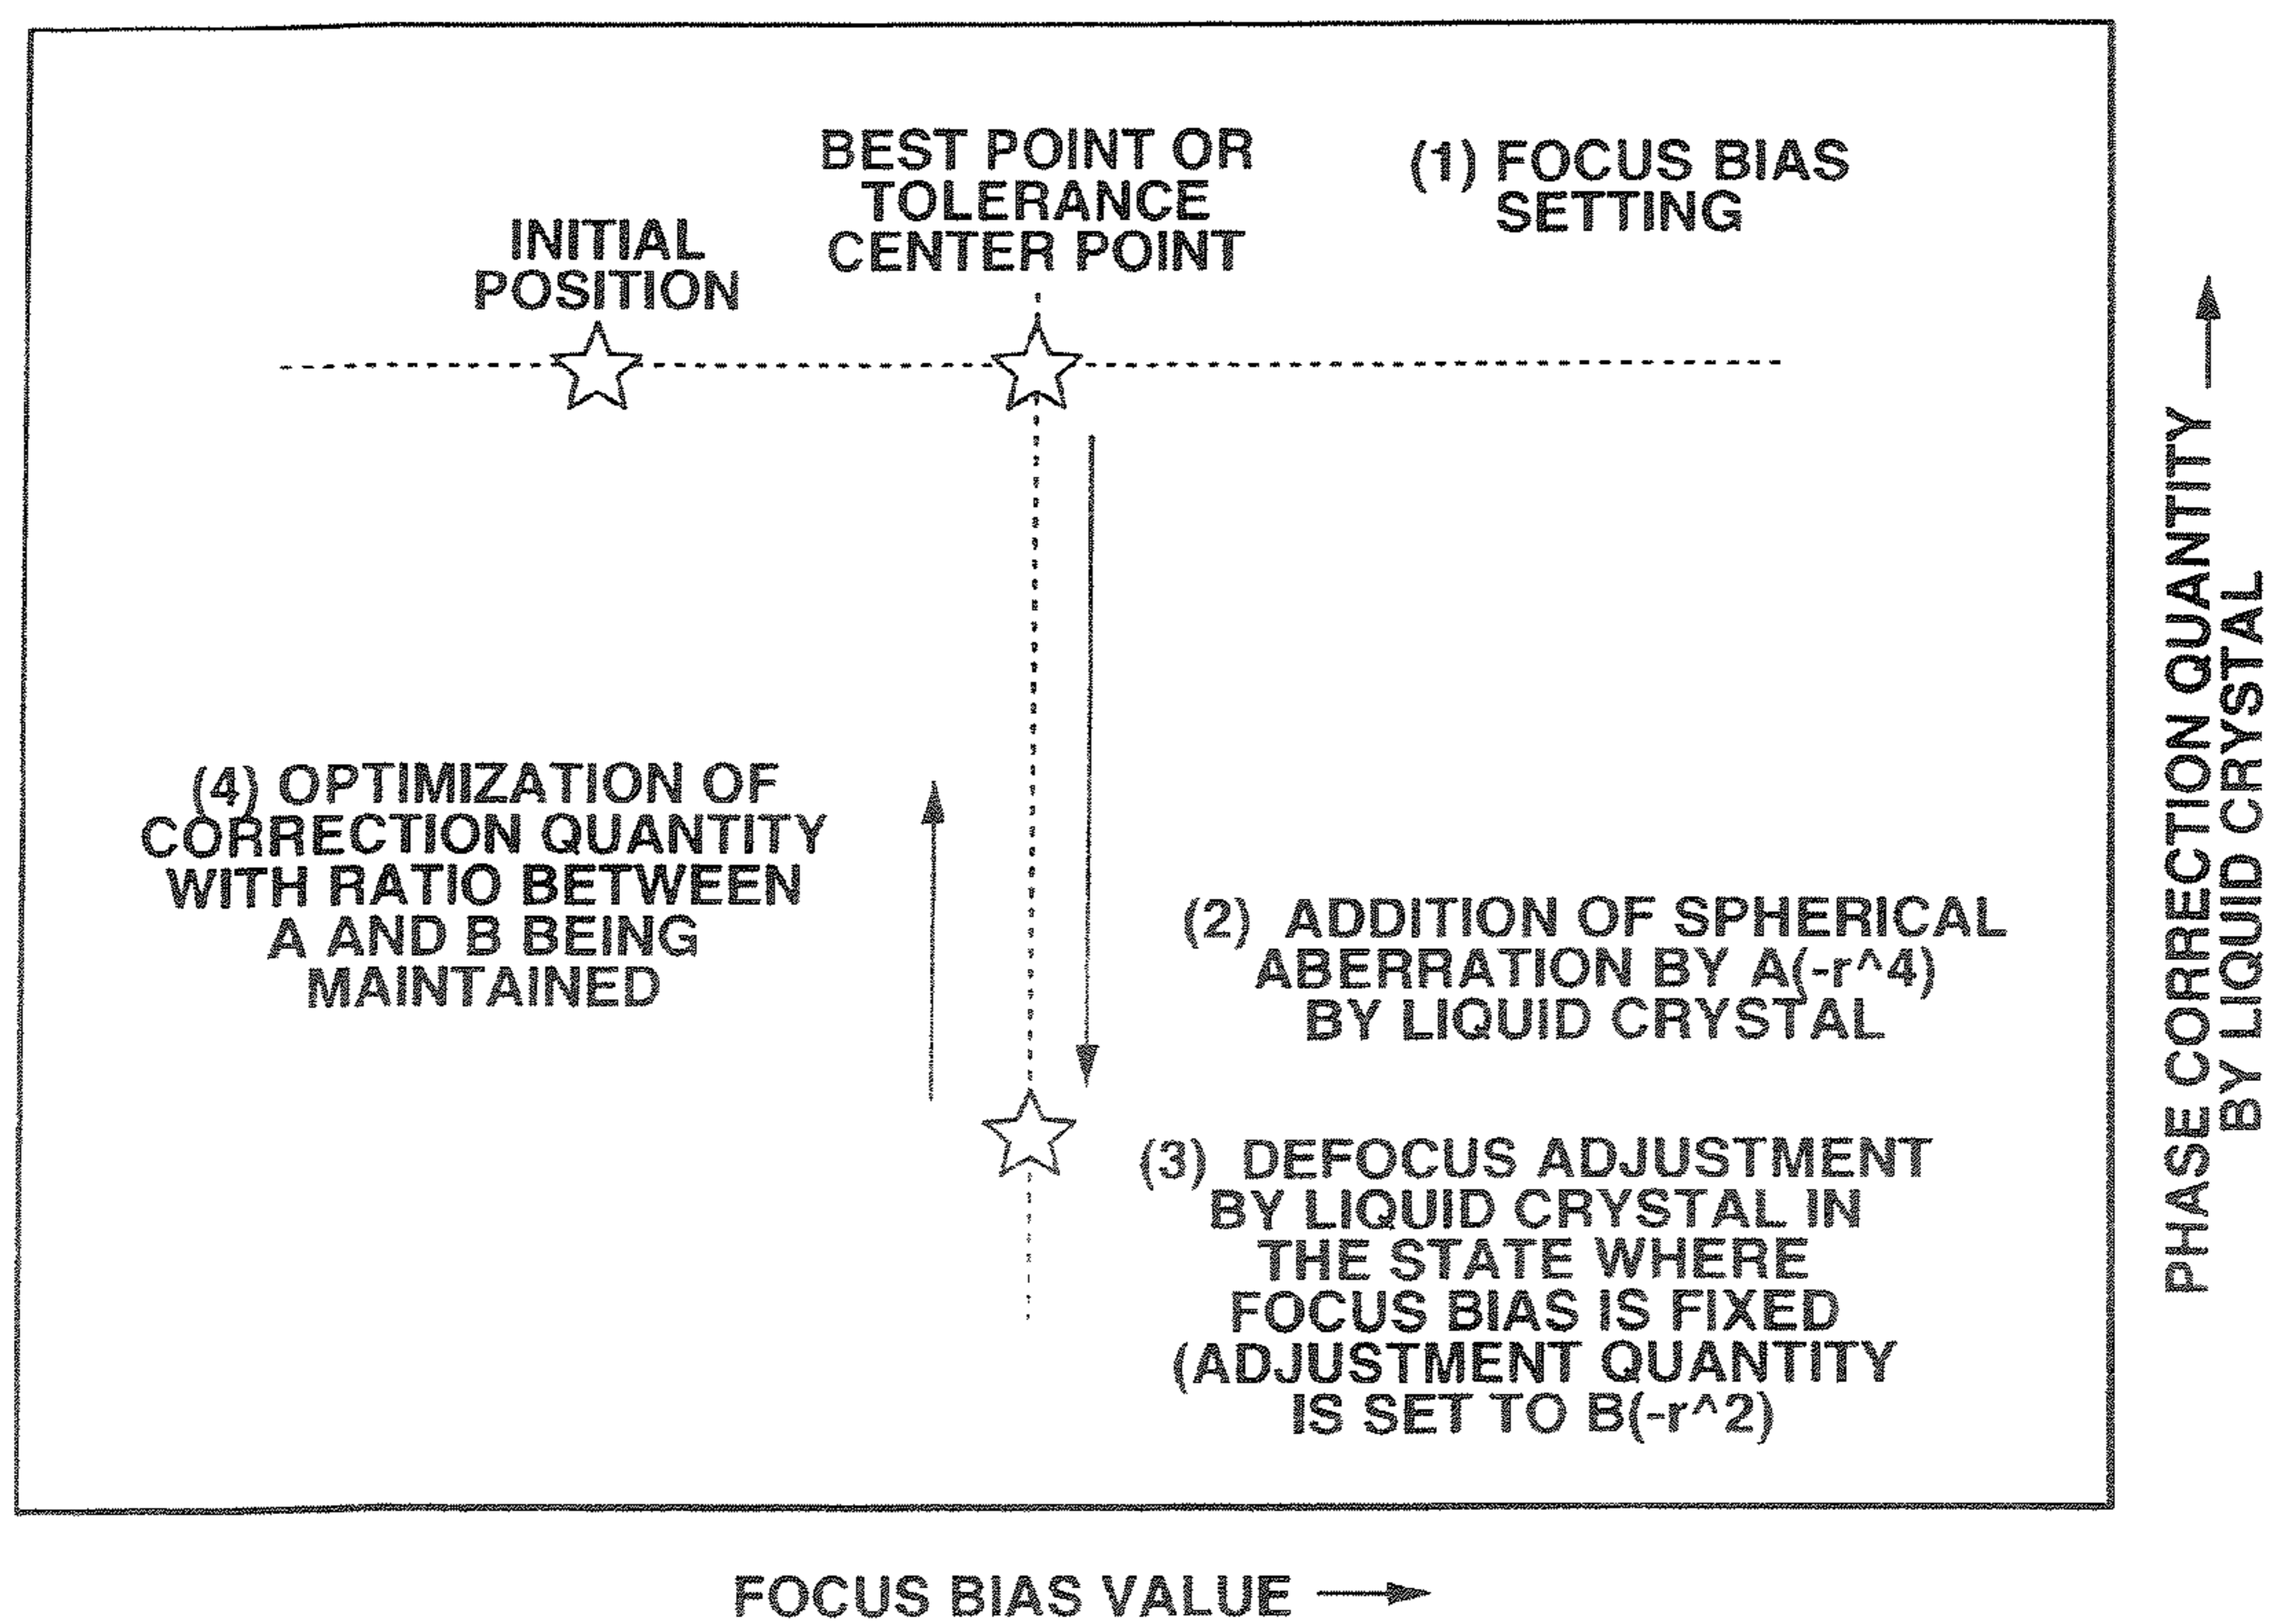 BEST POINT OR
TOLERANCE
CENTER POINT
(1) FOCUS BIAS
SETTING
INITIAL
POSITION
(4) OPTIMIZATION OF
CORRECTION QUANTITY
WITH RATIO BETWEEN
A AND B BEING
MAINTAINED
(2) ADDITION OF SPHERICAL
ABERRATION BY A(-r^4)
BY LIQUID CRYSTAL
(3) DEFOCUS ADJUSTMENT
BY LIQUID CRYSTAL IN
THE STATE WHERE
FOCUS BIAS IS FIXED
(ADJUSTMENT QUANTITY
IS SET TO B(-r^2)
PHASE CORRECTION QUANTITY
BY LIQUID CRYSTAL
FOCUS BIAS VALUE